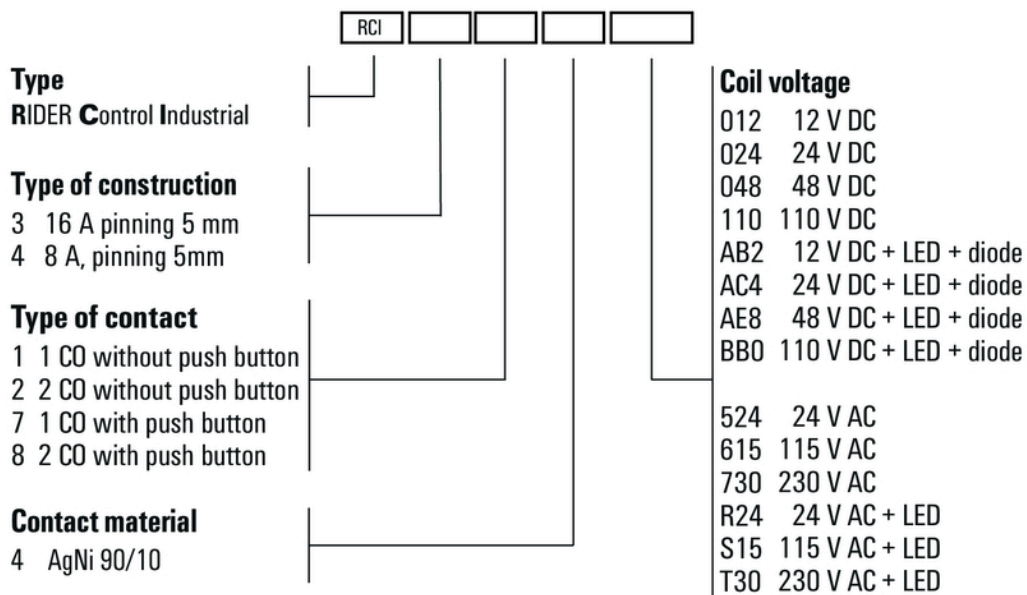 RCI
Type
RIDER Control Industrial
Type of construction
3 16 A pinning 5 mm
4 8 A, pinning 5mm
Type of contact
1 1 CO without push button
2 2 CO without push button
7 1 CO with push button
8 2 CO with push button
Contact material
4 AgNi 90/10
Coil voltage
012 12 V DC
024 24 V DC
048 48 V DC
110 110 V DC
AB2 12 V DC + LED + diode
AC4 24 V DC + LED + diode
AE8 48 V DC + LED + diode
BB0 110 V DC + LED + diode
524 24 V AC
615 115 V AC
730 230 V AC
R24 24 V AC + LED
S15 115 V AC + LED
T30 230 V AC + LED